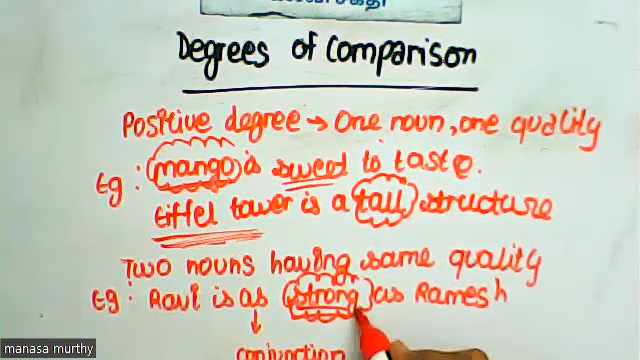 Degrees of Comparison
Positive degree → One noun, one quality
Eg: mango is sweet to taste.
Eiffel tower is a tall structure
Two nouns having same quality
Eg: Ravi is as strong as Ramesh
conjunction
manasa murthy